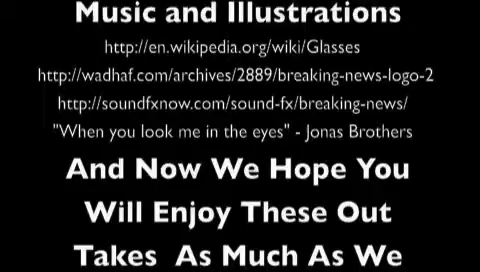 Music and Illustrations
http://en.wikipedia.org/wiki/Glasses
http://wadhaf.com/archives/2889/breaking-news-logo-2
http://soundfxnow.com/sound-fx/breaking-news/
"When you look me in the eyes" - Jonas Brothers
And Now We Hope You
Will Enjoy These Out
Takes  As Much As We